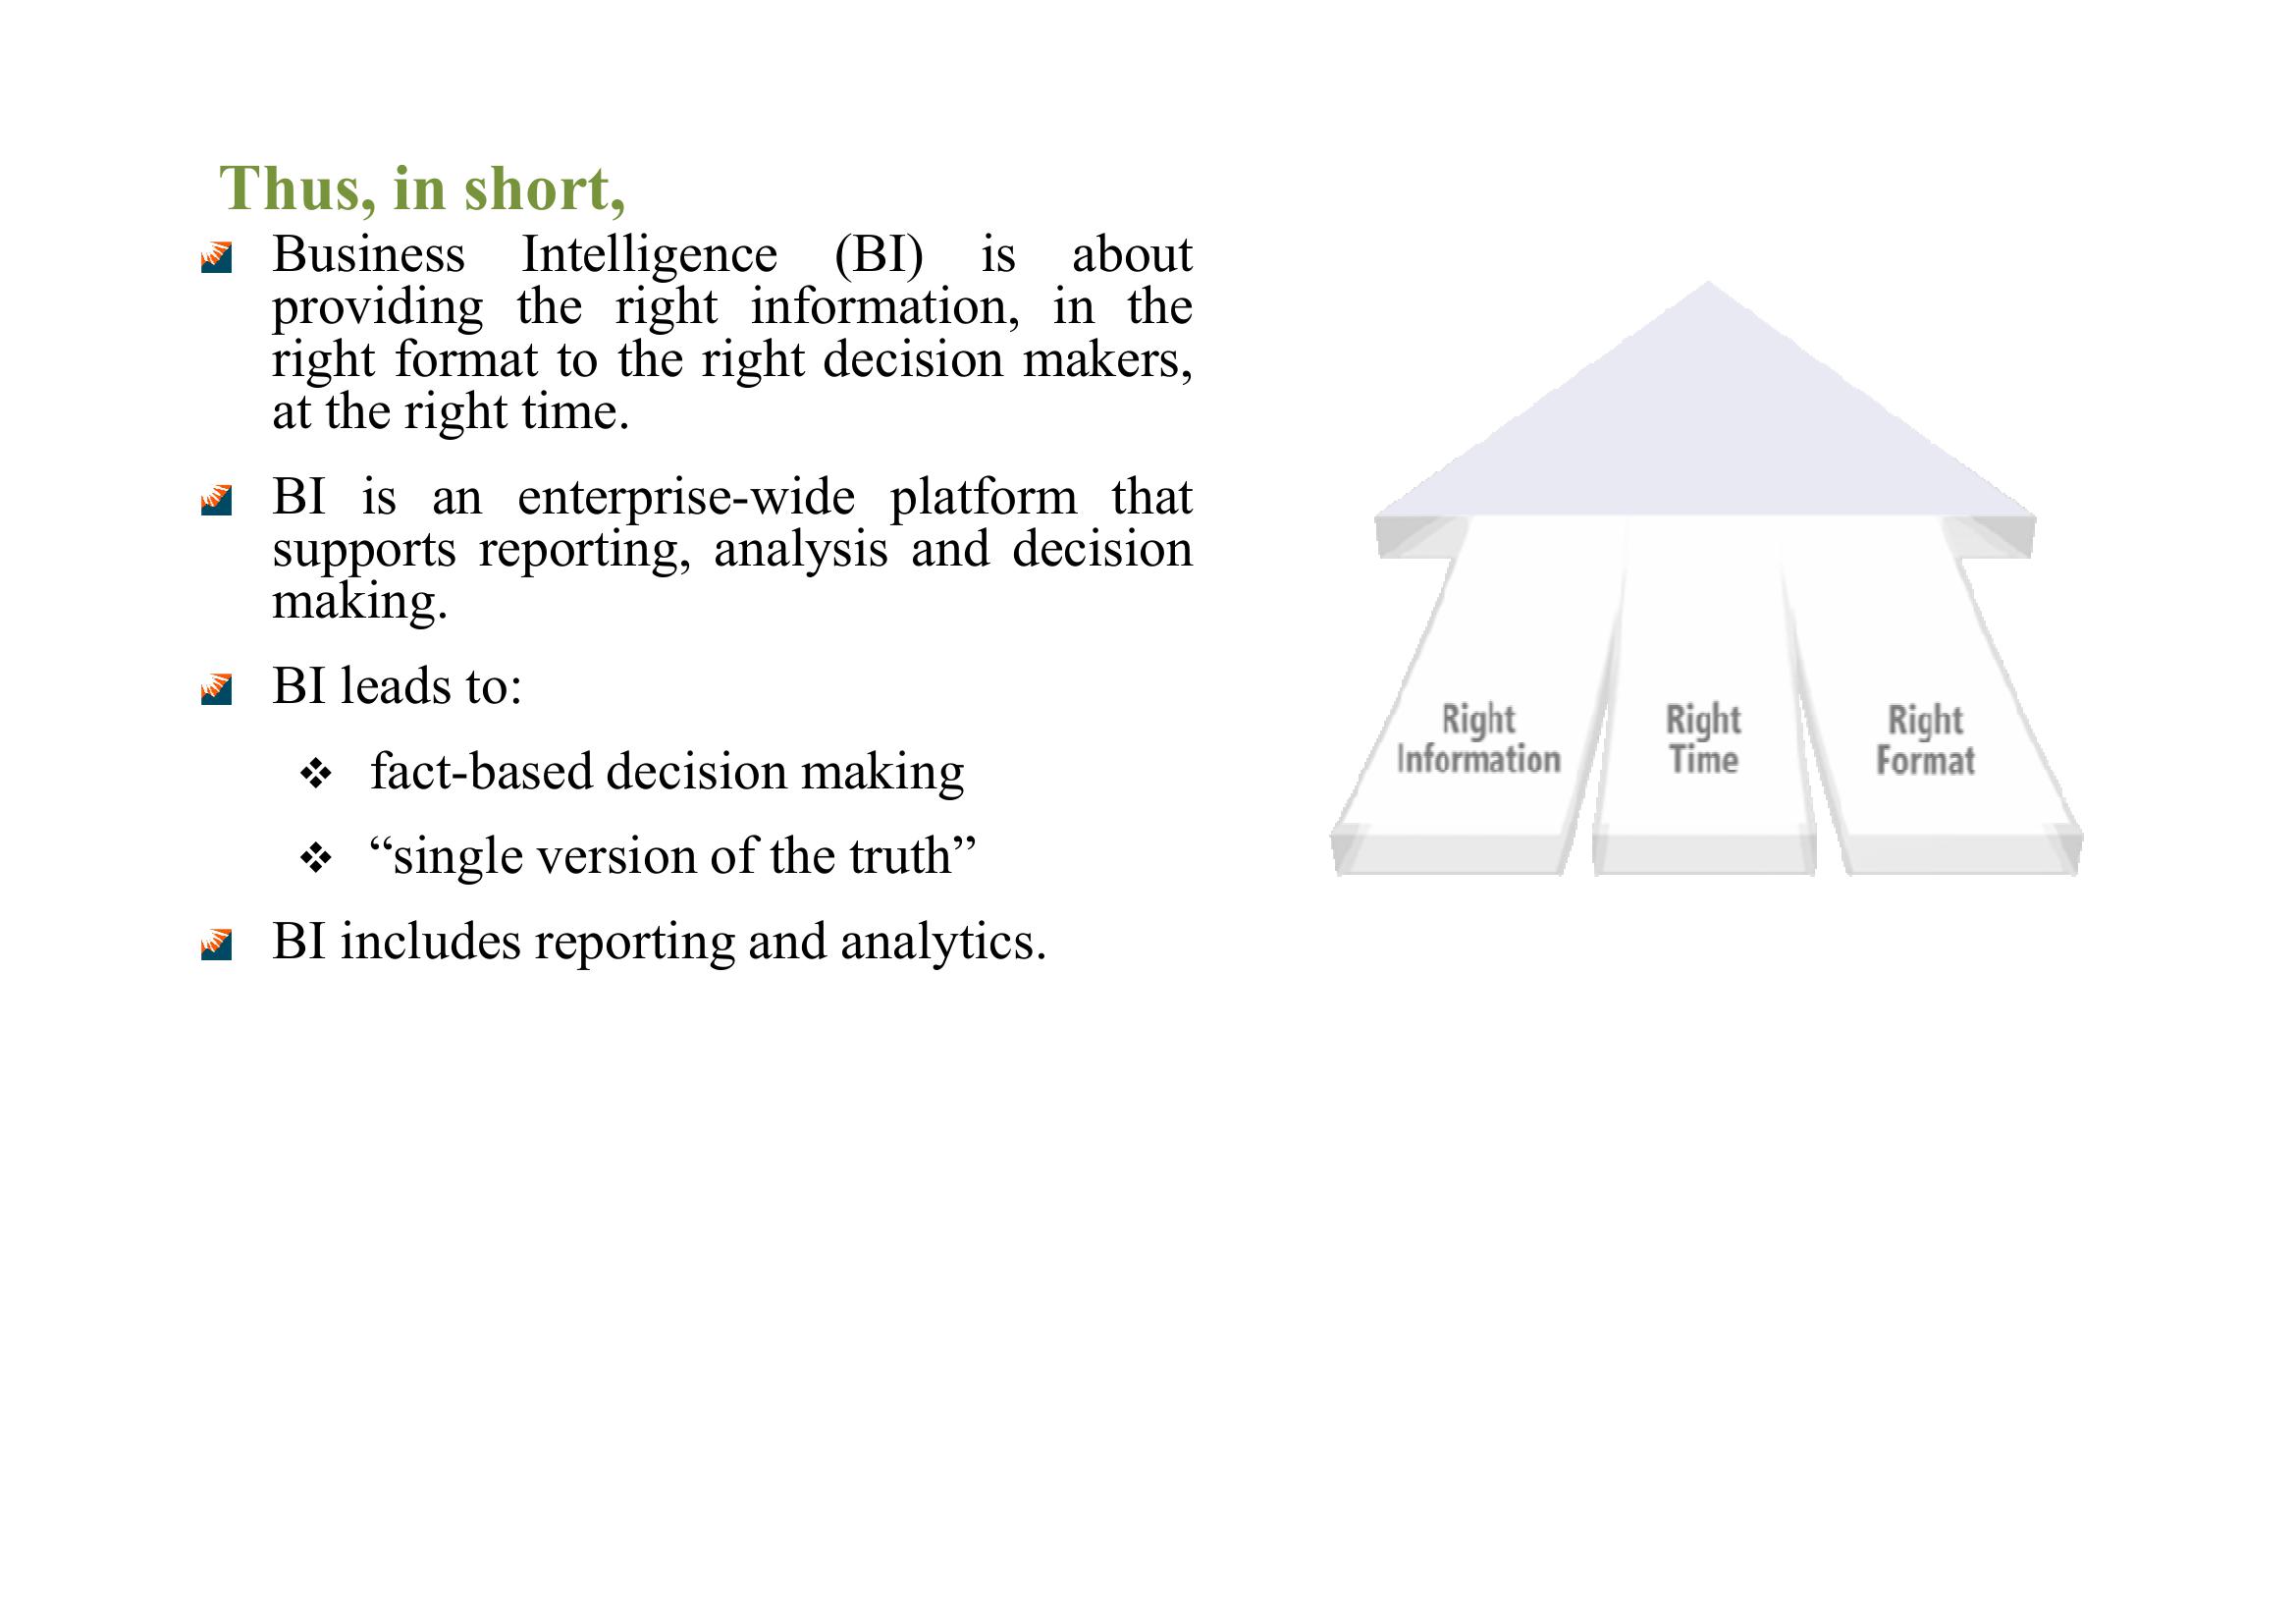 Thus, in short,
Business Intelligence (BI) is about
providing the right information, in the
right format to the right decision makers,
at the right time.
BI is an enterprise-wide platform that
supports reporting, analysis and decision
making.
BI leads to:
❖ fact-based decision making
❖ “single version of the truth”
BI includes reporting and analytics.
Right
Information
Right
Time
Right
Format